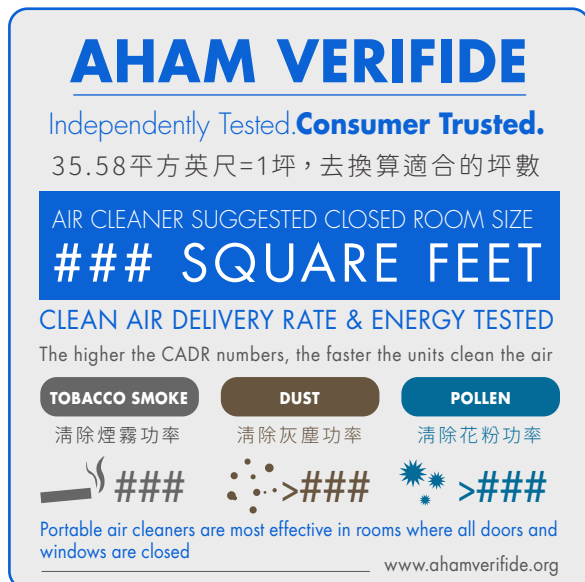 AHAM VERIFIDE
Independently Tested.Consumer Trusted.
35.58平方英尺=1坪，去換算適合的坪數
AIR CLEANER SUGGESTED CLOSED ROOM SIZE
### SQUARE FEET
CLEAN AIR DELIVERY RATE & ENERGY TESTED
The higher the CADR numbers, the faster the units clean the air
TOBACCO SMOKE DUST POLLEN
清除煙霧功率 清除灰塵功率 清除花粉功率
### >### >###
Portable air cleaners are most effective in rooms where all doors and
windows are closed
www.ahamverifide.org